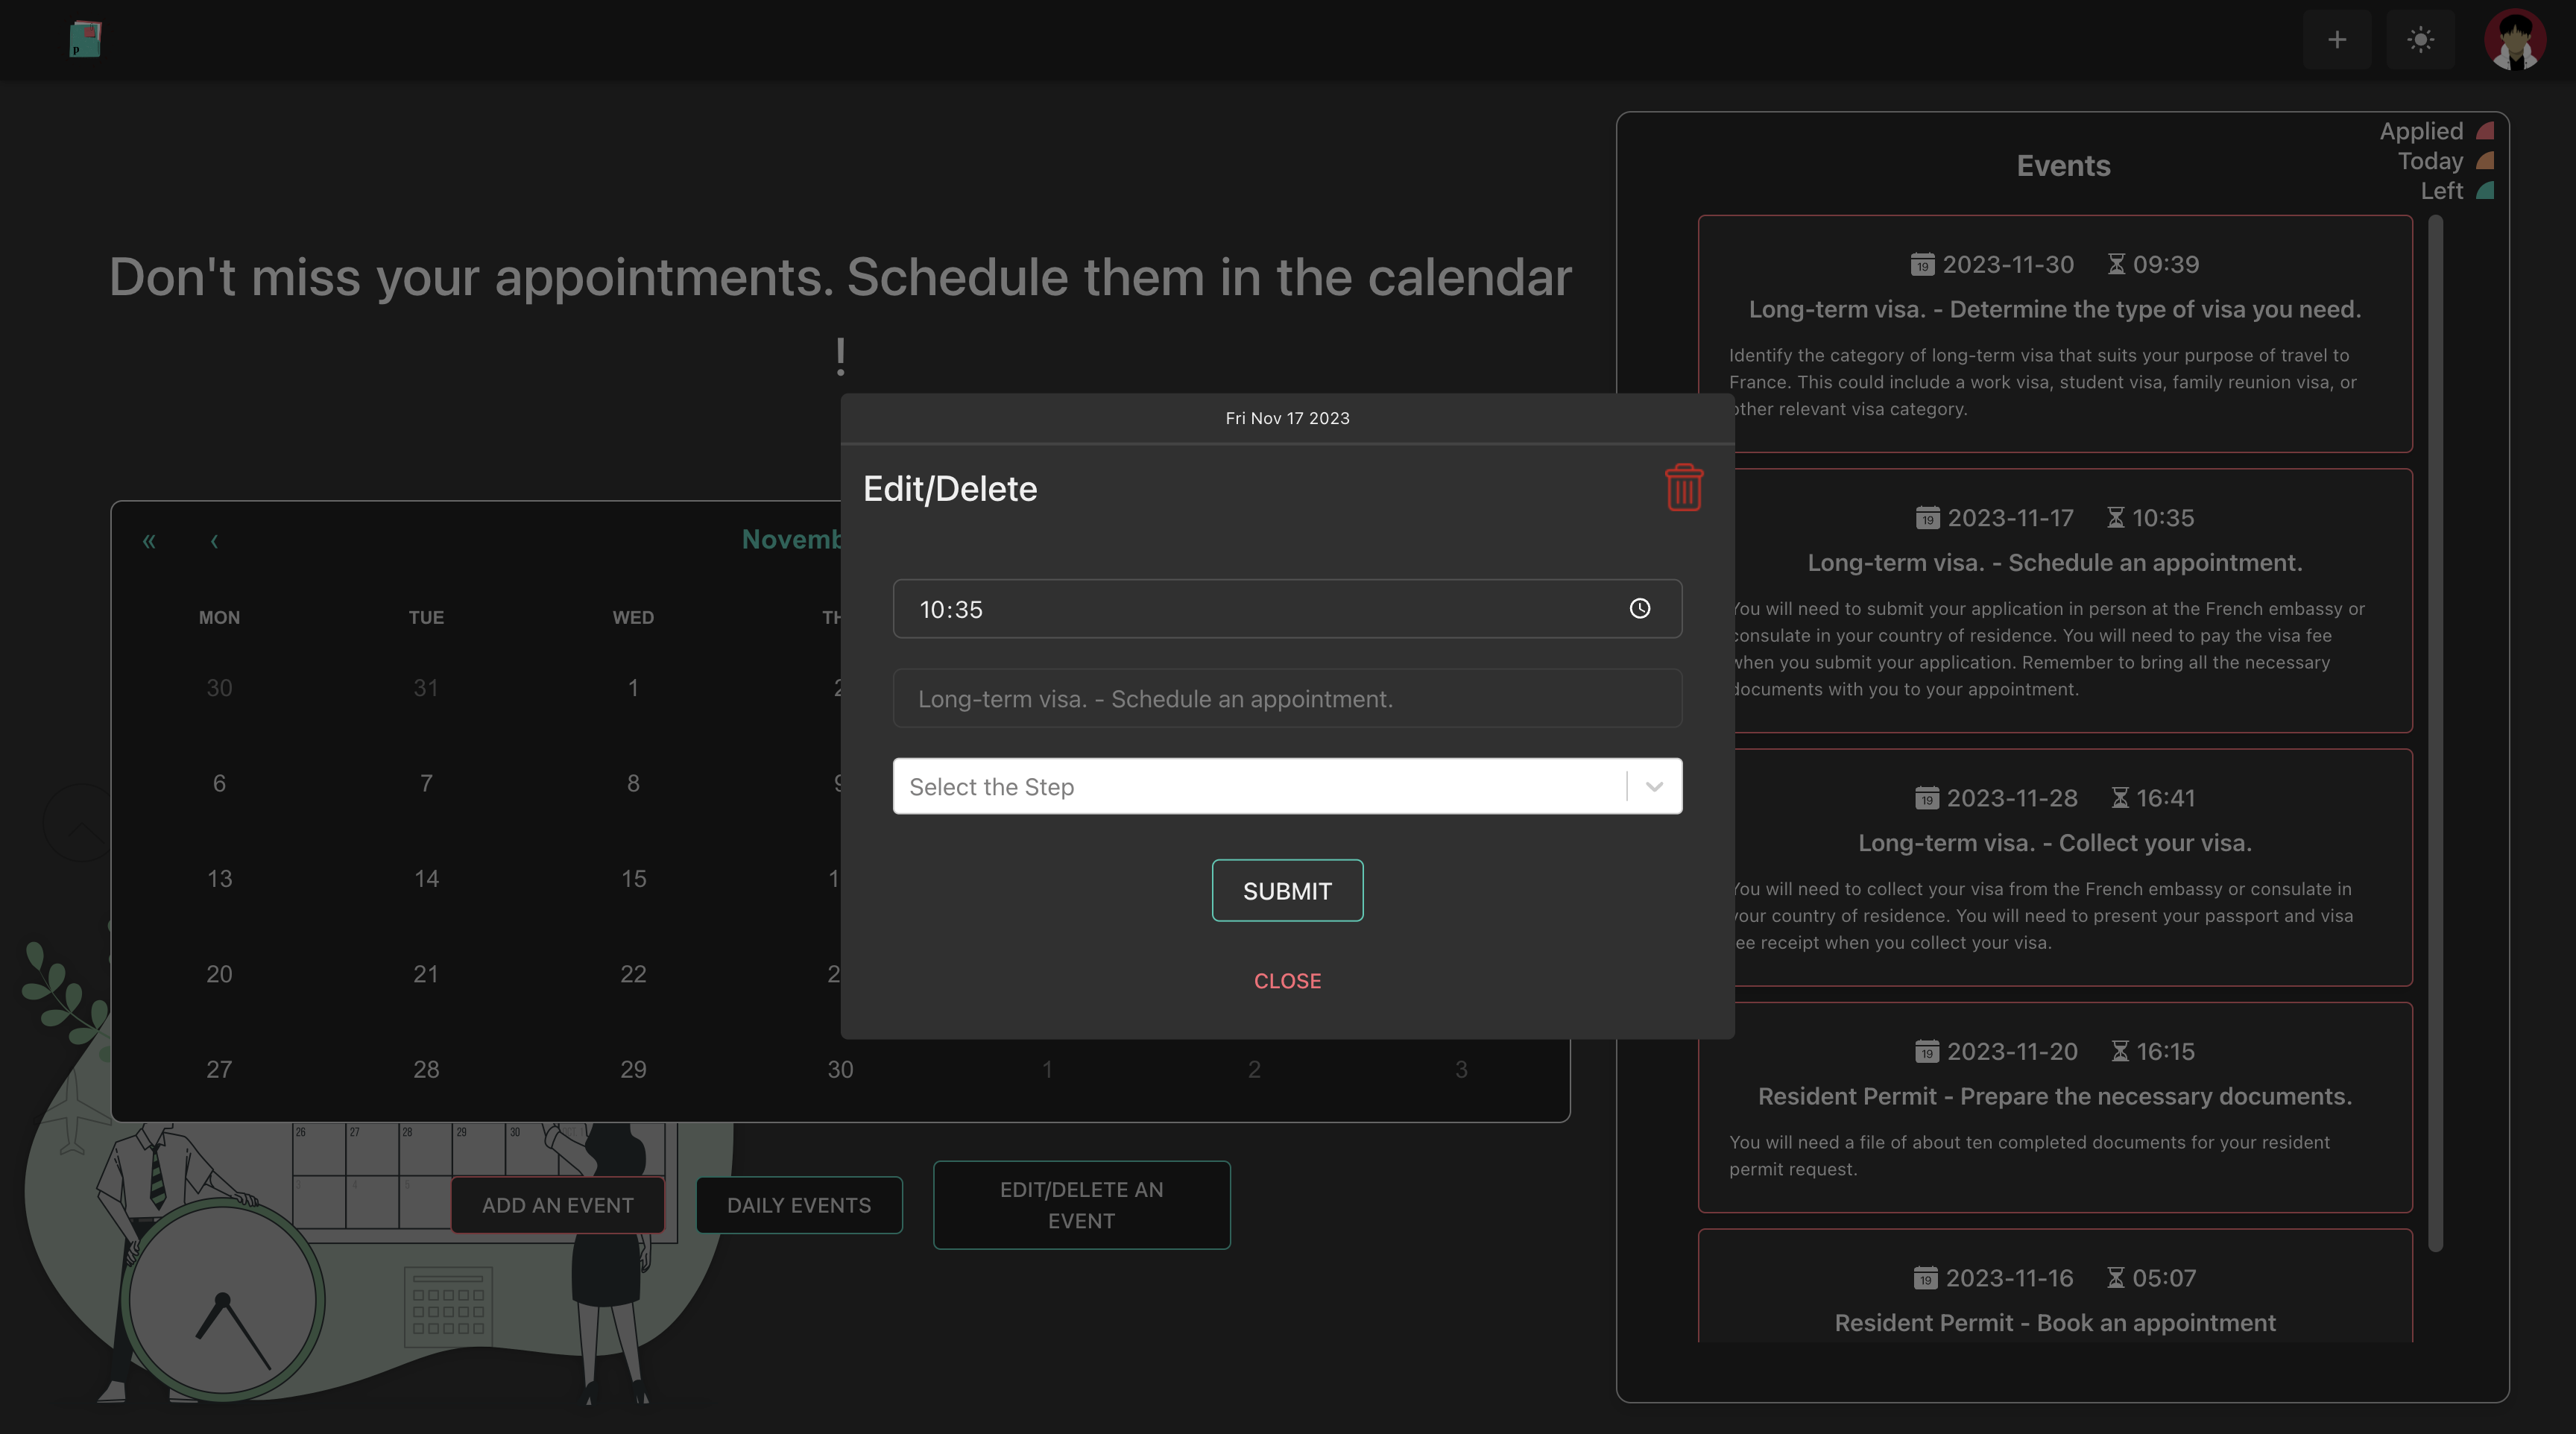 p
Don't miss your appointments. Schedule them in the calendar
!
Novemb
MON TUE WED TH
30 31 1 2
6 7 8 9
13 14 15 1
20 21 22 2
27 28 29 30 1 2 3
26 27 28 29 30
ADD AN EVENT
DAILY EVENTS
EDIT/DELETE AN
EVENT
Fri Nov 17 2023
Edit/Delete
10:35
Long-term visa. - Schedule an appointment.
Select the Step
SUBMIT
CLOSE
Applied
Today
Left
Events
19 2023-11-30 09:39
Long-term visa. - Determine the type of visa you need.
Identify the category of long-term visa that suits your purpose of travel to
France. This could include a work visa, student visa, family reunion visa, or
other relevant visa category.
19 2023-11-17 10:35
Long-term visa. - Schedule an appointment.
You will need to submit your application in person at the French embassy or
consulate in your country of residence. You will need to pay the visa fee
when you submit your application. Remember to bring all the necessary
documents with you to your appointment.
19 2023-11-28 16:41
Long-term visa. - Collect your visa.
You will need to collect your visa from the French embassy or consulate in
your country of residence. You will need to present your passport and visa
ee receipt when you collect your visa.
19 2023-11-20 16:15
Resident Permit - Prepare the necessary documents.
You will need a file of about ten completed documents for your resident
permit request.
19 2023-11-16 05:07
Resident Permit - Book an appointment